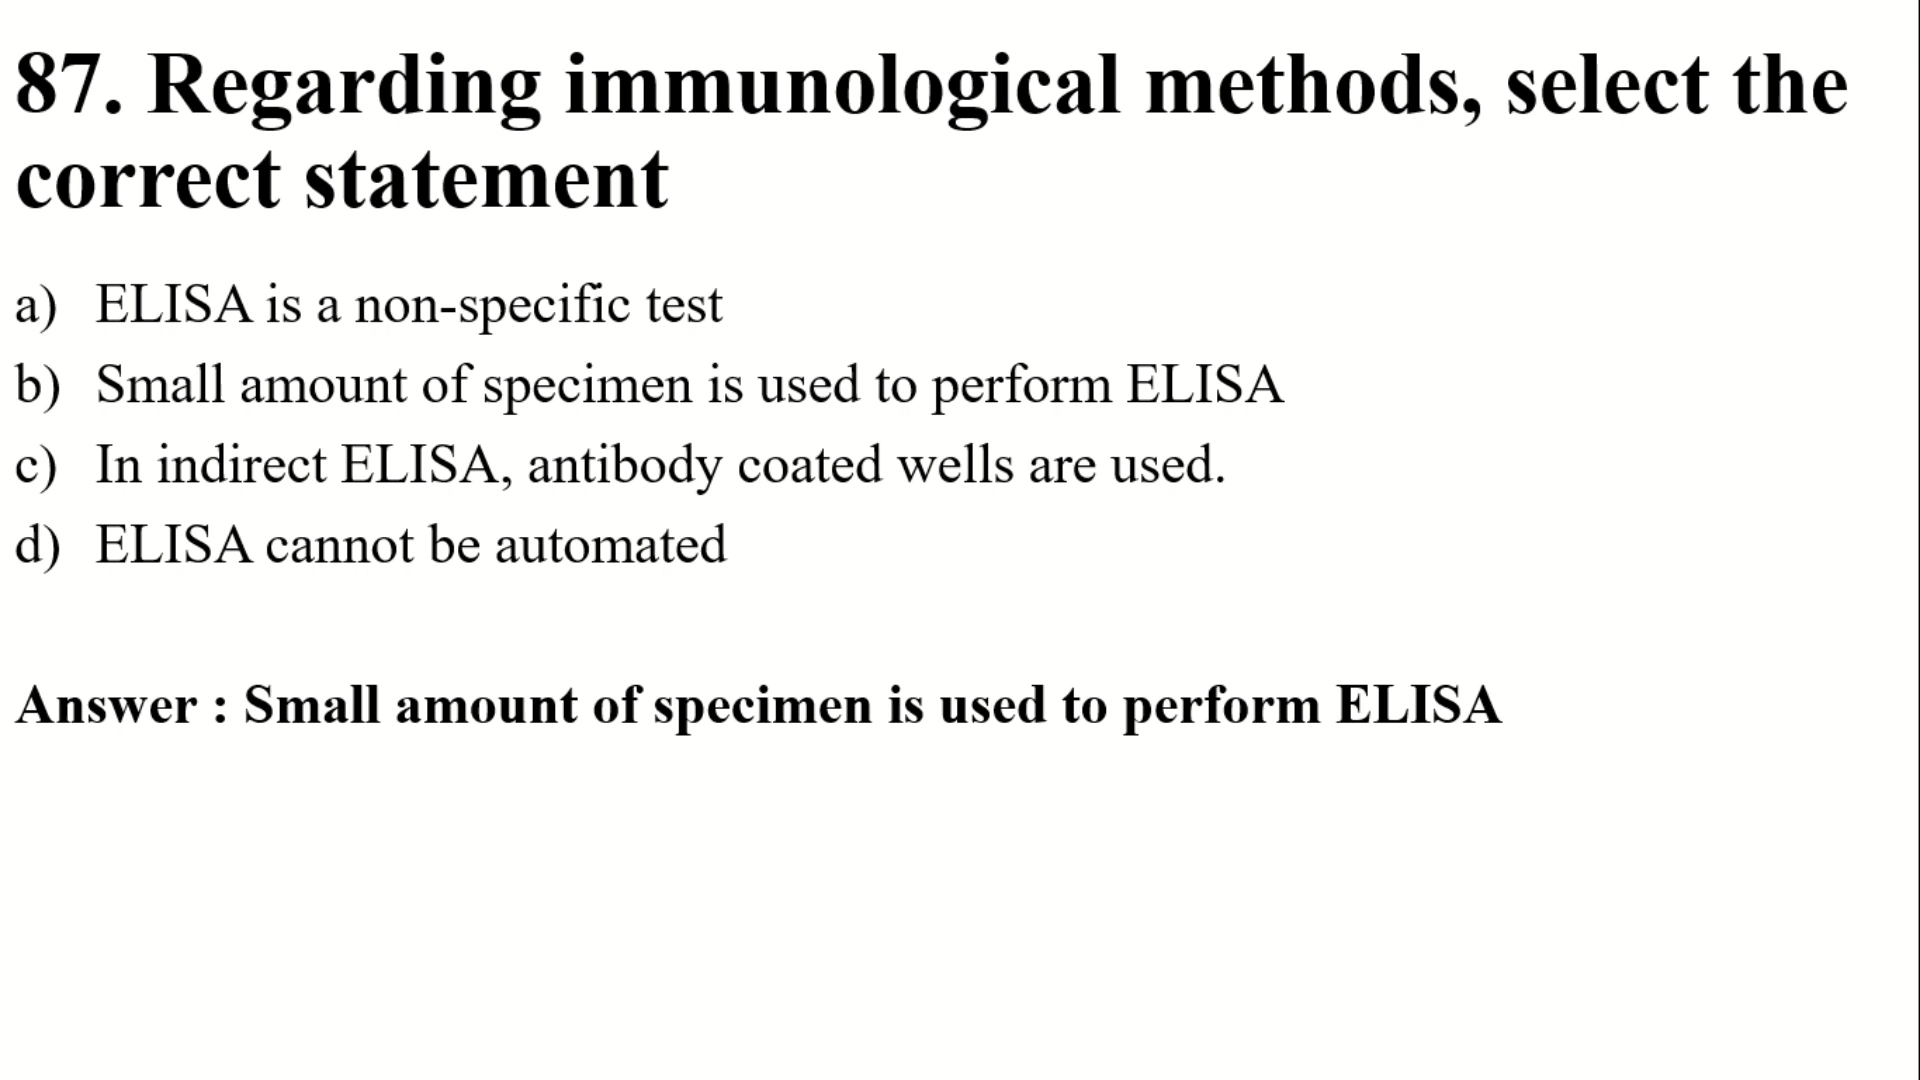 87. Regarding immunological methods, select the
correct statement
a) ELISA is a non-specific test
b) Small amount of specimen is used to perform ELISA
c) In indirect ELISA, antibody coated wells are used.
d) ELISA cannot be automated
Answer : Small amount of specimen is used to perform ELISA